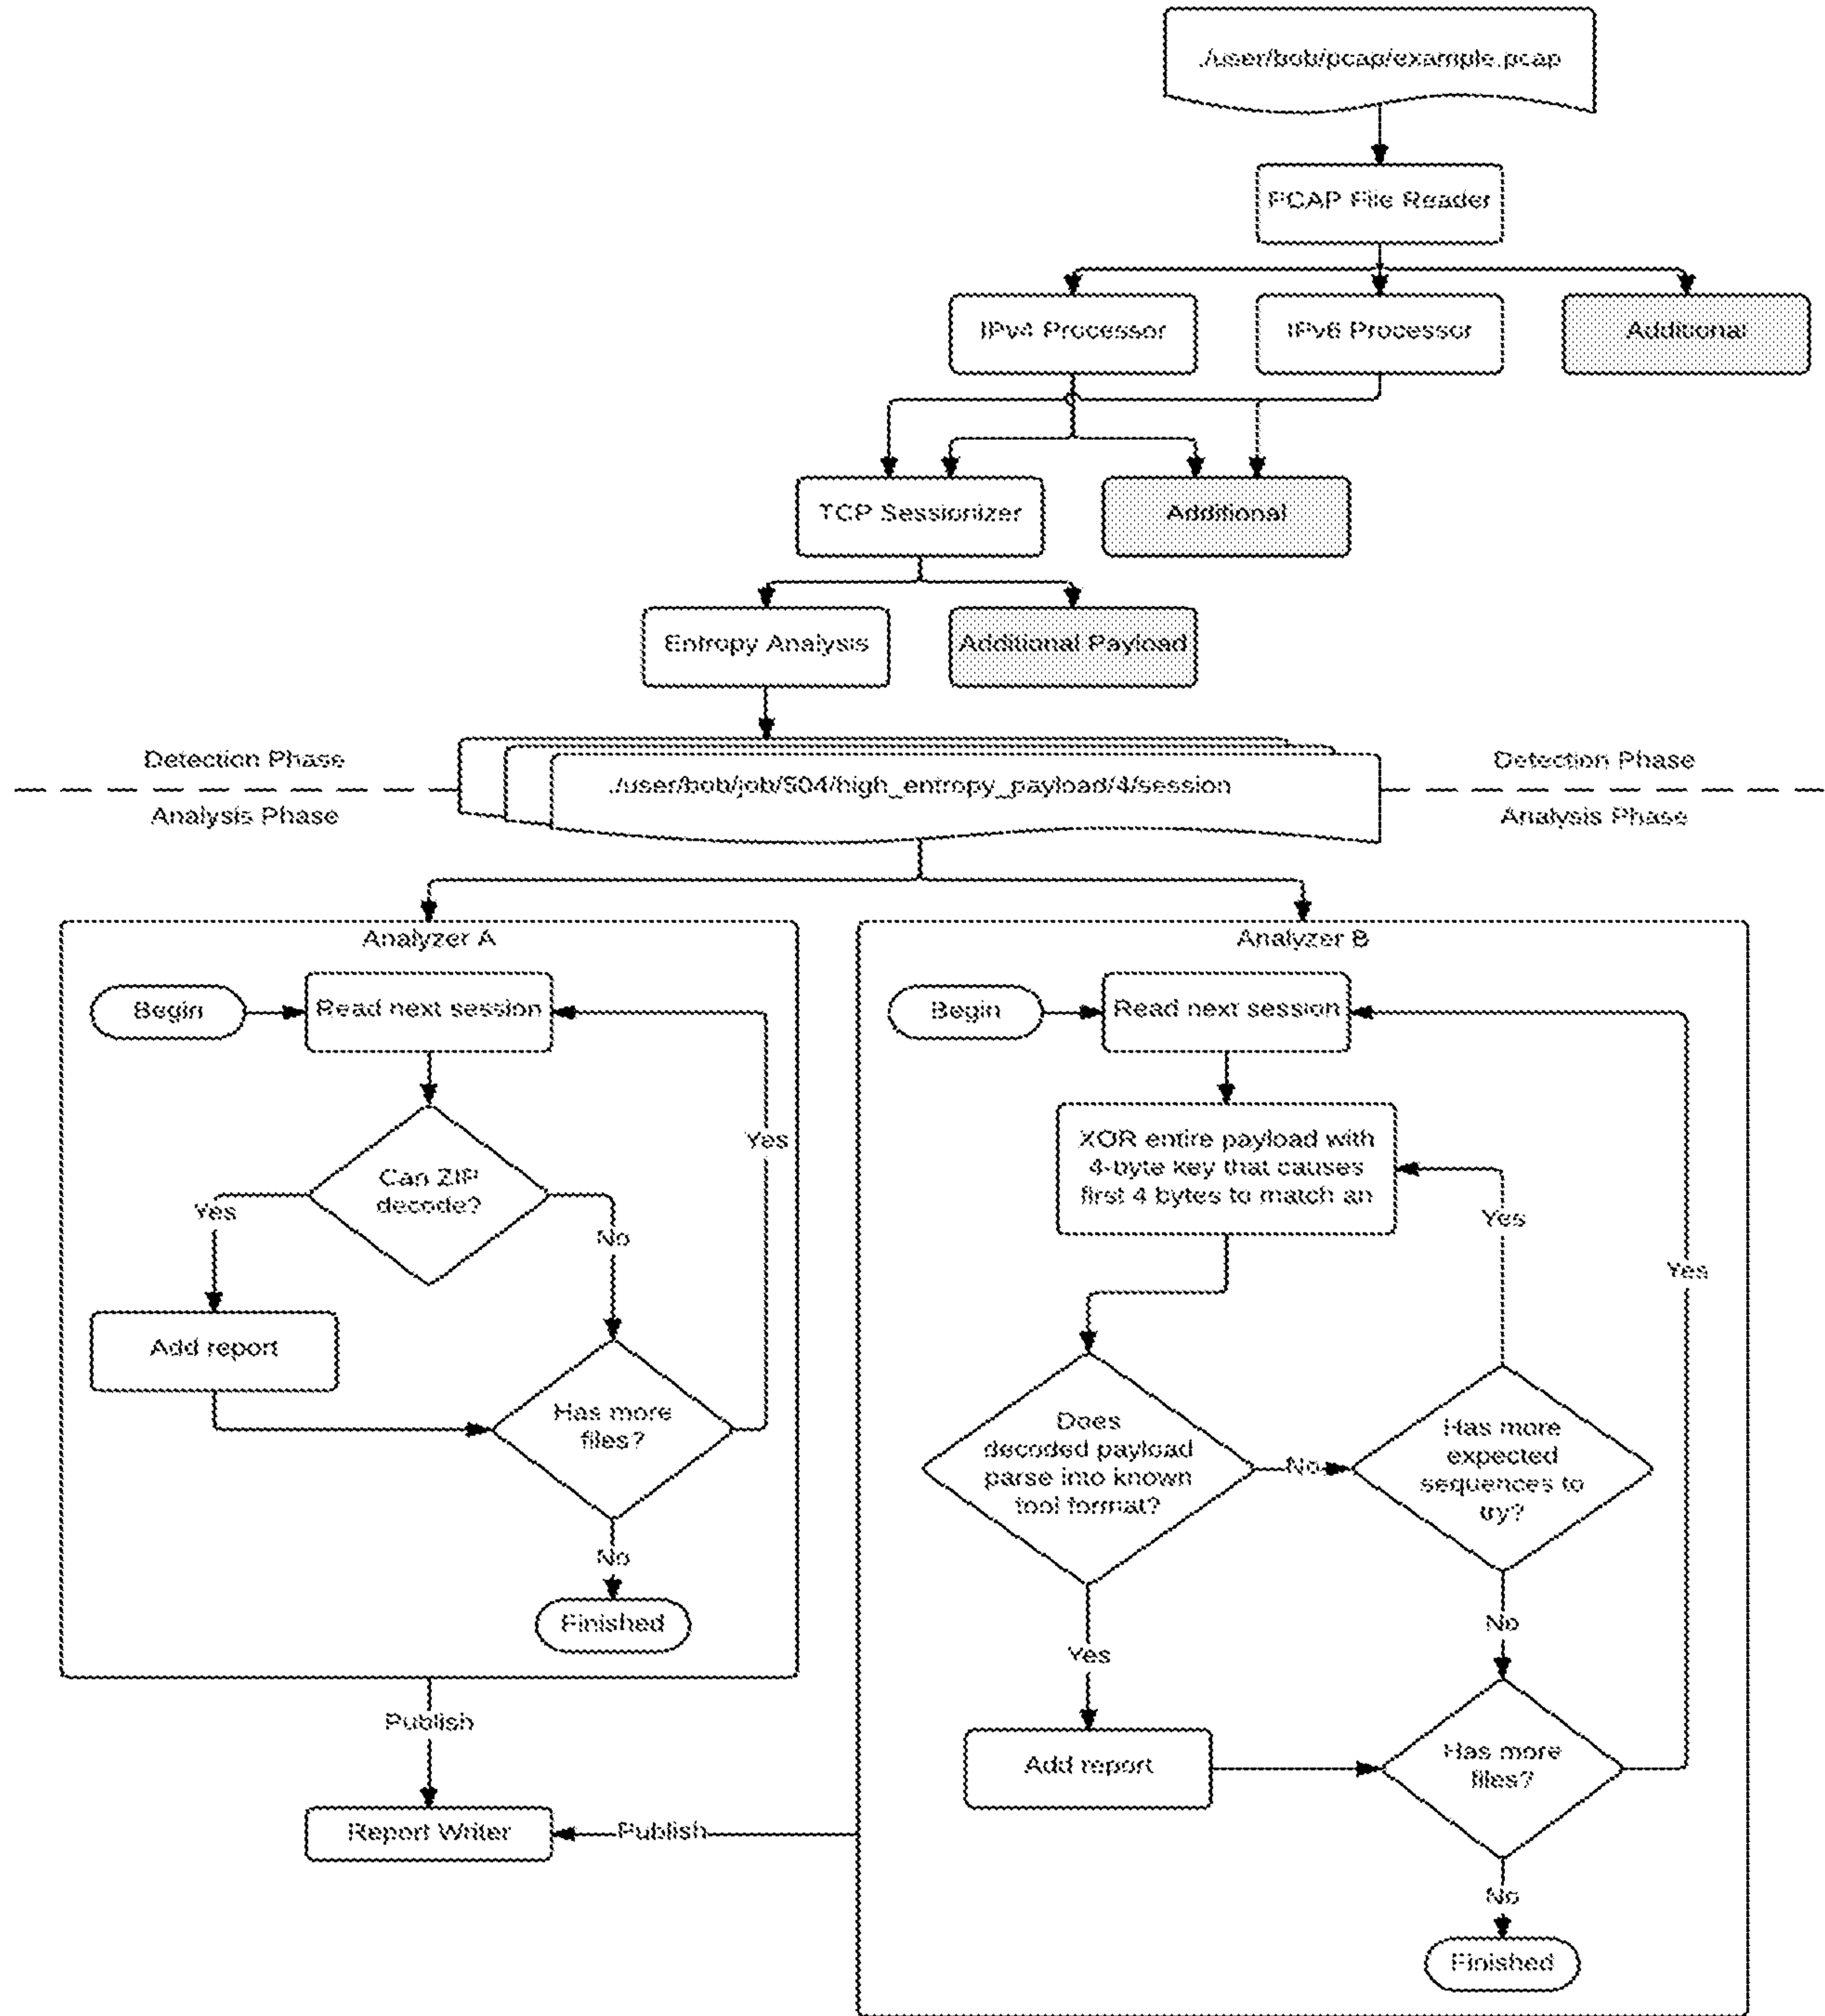 ./user/bob/pcap/example.pcap
PCAP File Reader
IPv4 Processor
IPv6 Processor
Additional
TCP Sessionizer
Additional
Entropy Analysis
Additional Payload
Detection Phase
Analysis Phase
./user/bob/job/504/high_entropy_payload/4/session
Detection Phase
Analysis Phase
Analyzer A
Begin
Read next session
Can ZIP
decode?
Yes
No
Yes
Add report
Has more
files?
No
Finished
Publish
Report Writer
Publish
Analyzer B
Begin
Read next session
XOR entire payload with
4-byte key that causes
first 4 bytes to match an
Yes
Yes
Does
decoded payload
parse into known
tool format?
No
Has more
expected
sequences to
try?
Yes
No
Add report
Has more
files?
No
Finished